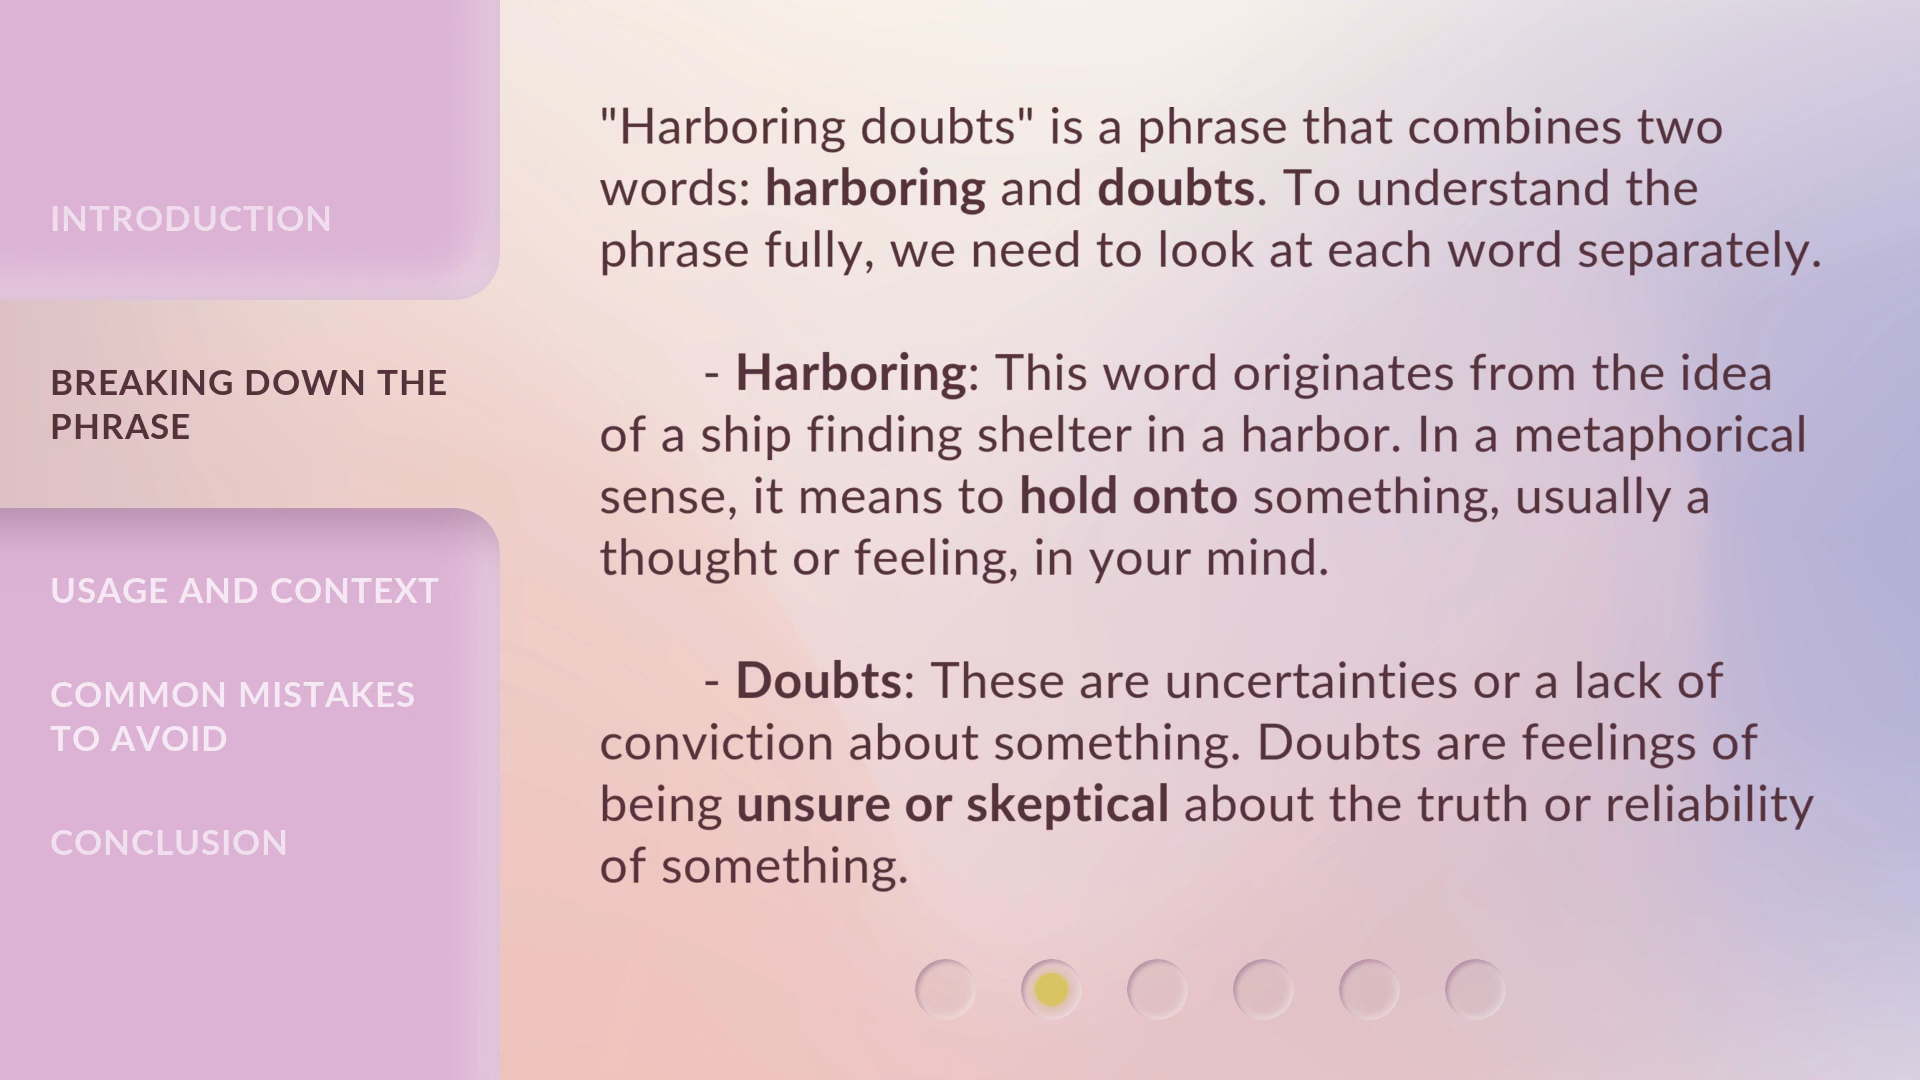 INTRODUCTION
BREAKING DOWN THE
PHRASE
USAGE AND CONTEXT
COMMON MISTAKES
TO AVOID
CONCLUSION
"Harboring doubts" is a phrase that combines two
words: harboring and doubts. To understand the
phrase fully, we need to look at each word separately.
- Harboring: This word originates from the idea
of a ship finding shelter in a harbor. In a metaphorical
sense, it means to hold onto something, usually a
thought or feeling, in your mind.
- Doubts: These are uncertainties or a lack of
conviction about something. Doubts are feelings of
being unsure or skeptical about the truth or reliability
of something.